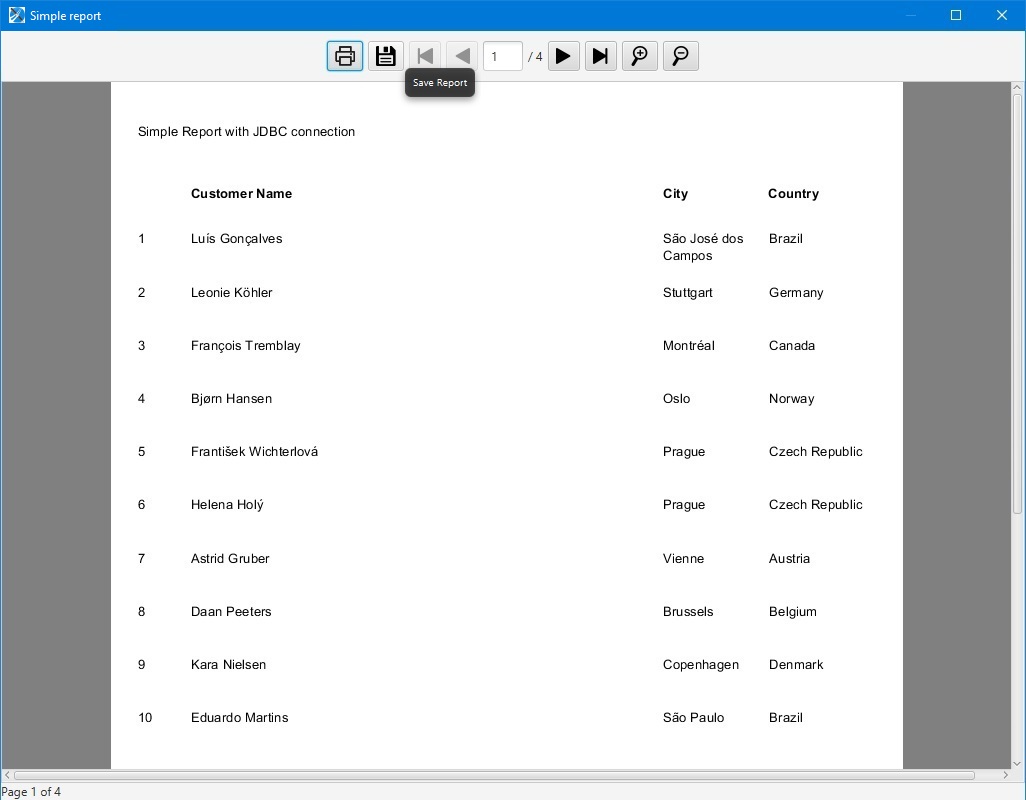 Simple report
1 / 4
Save Report
Simple Report with JDBC connection
Customer Name City Country
1 Luís Gonçalves São José dos Brazil
Campos
2 Leonie Köhler Stuttgart Germany
3 François Tremblay Montréal Canada
4 Bjørn Hansen Oslo Norway
5 František Wichterlová Prague Czech Republic
6 Helena Holý Prague Czech Republic
7 Astrid Gruber Vienne Austria
8 Daan Peeters Brussels Belgium
9 Kara Nielsen Copenhagen Denmark
10 Eduardo Martins São Paulo Brazil
Page 1 of 4